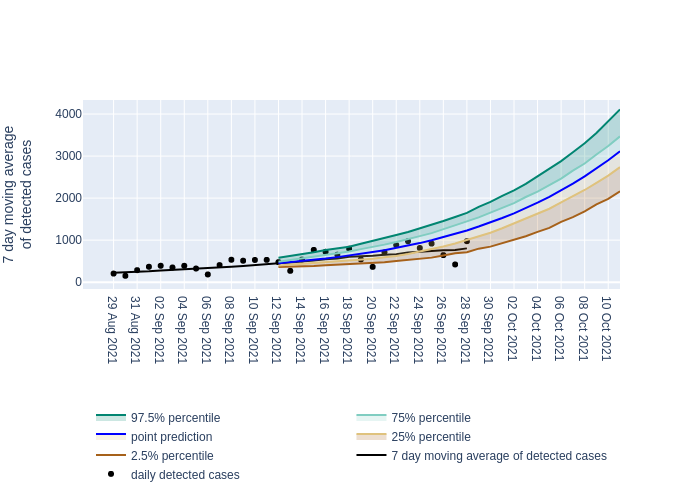 7 day moving average
of detected cases
4000
3000
2000
1000
0
29 Aug 2021
31 Aug 2021
02 Sep 2021
04 Sep 2021
06 Sep 2021
08 Sep 2021
10 Sep 2021
12 Sep 2021
14 Sep 2021
16 Sep 2021
18 Sep 2021
20 Sep 2021
22 Sep 2021
24 Sep 2021
26 Sep 2021
28 Sep 2021
30 Sep 2021
02 Oct 2021
04 Oct 2021
06 Oct 2021
08 Oct 2021
10 Oct 2021
97.5% percentile
75% percentile
point prediction
25% percentile
2.5% percentile
7 day moving average of detected cases
daily detected cases